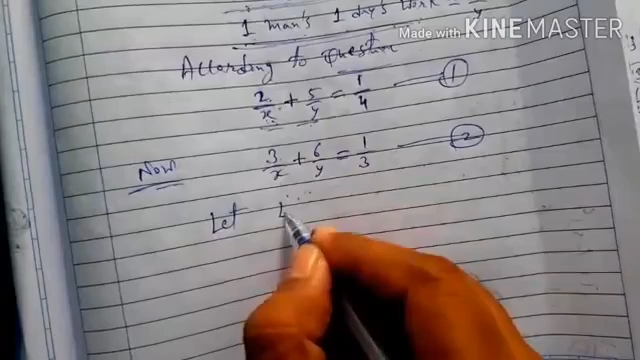 Made with KINEMASTER
1 man's 1 day's work =
y
According to question
2/x + 5/y = 1/4 1
Now 3/x + 6/y = 1/3 2
Let